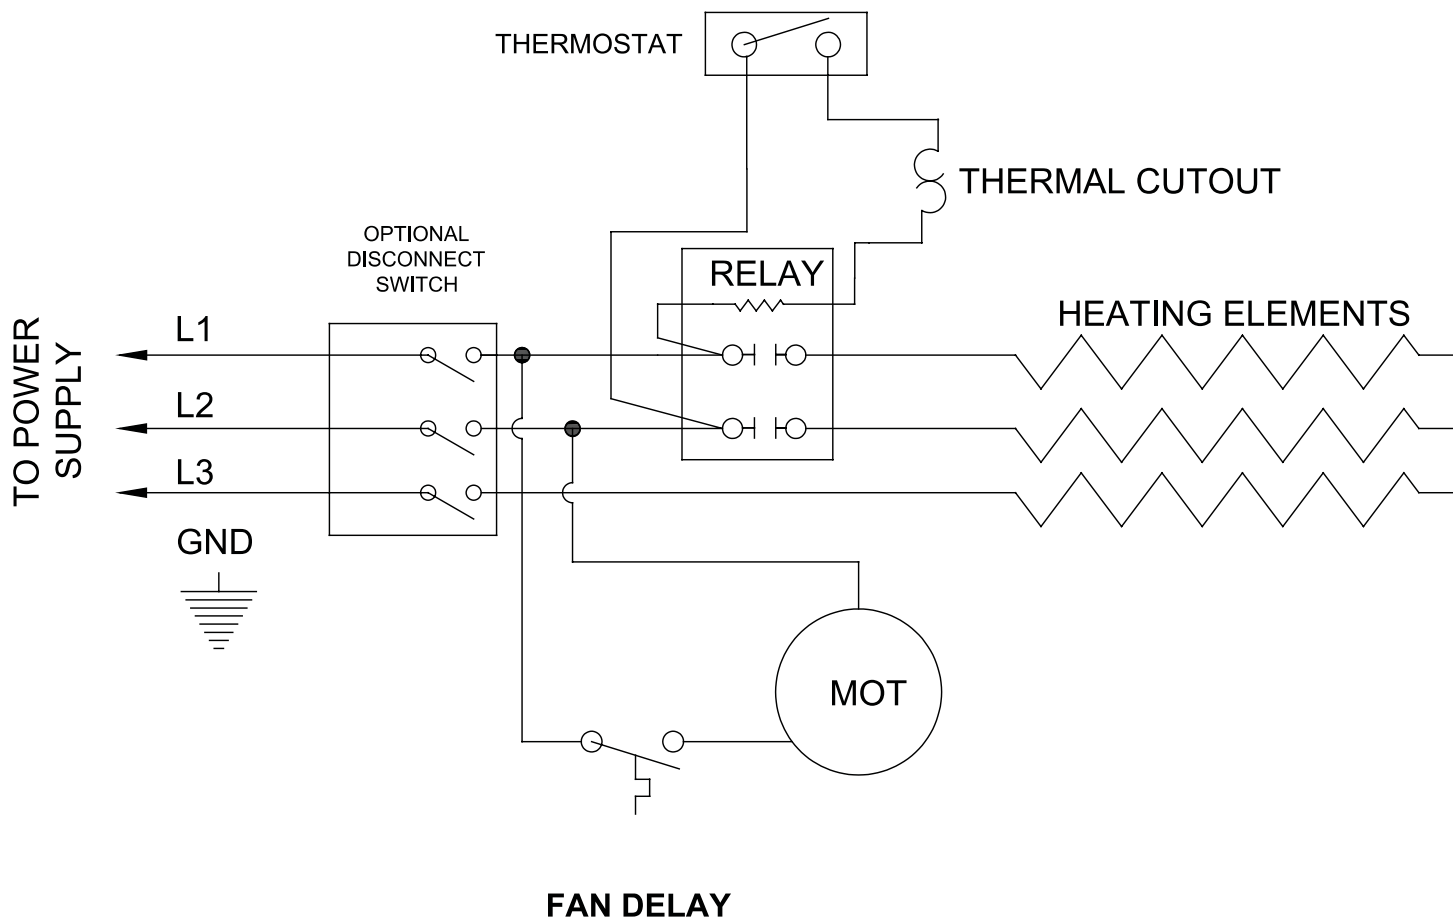 THERMOSTAT
THERMAL CUTOUT
OPTIONAL
DISCONNECT
SWITCH
RELAY
HEATING ELEMENTS
TO POWER
SUPPLY
L1
L2
L3
GND
MOT
FAN DELAY